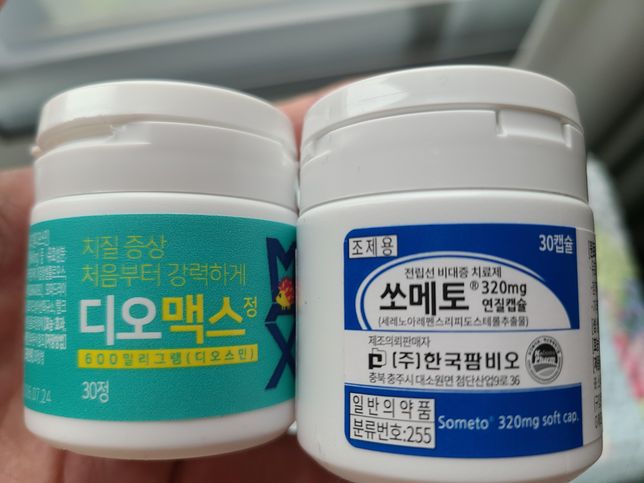 치질 증상
처음부터 강력하게
디오맥스정
600밀리그램(디오스민)
30정
07.24
조제용
30캡슐
전립선 비대증 치료제
쏘메토® 320mg
연질캡슐
(세레노아레펜스리피도스테롤추출물)
제조의뢰판매자
(주)한국팜비오
충북 충주시 대소원면 첨단산업9로 36
일반의약품
분류번호:255
Someto® 320mg soft cap.